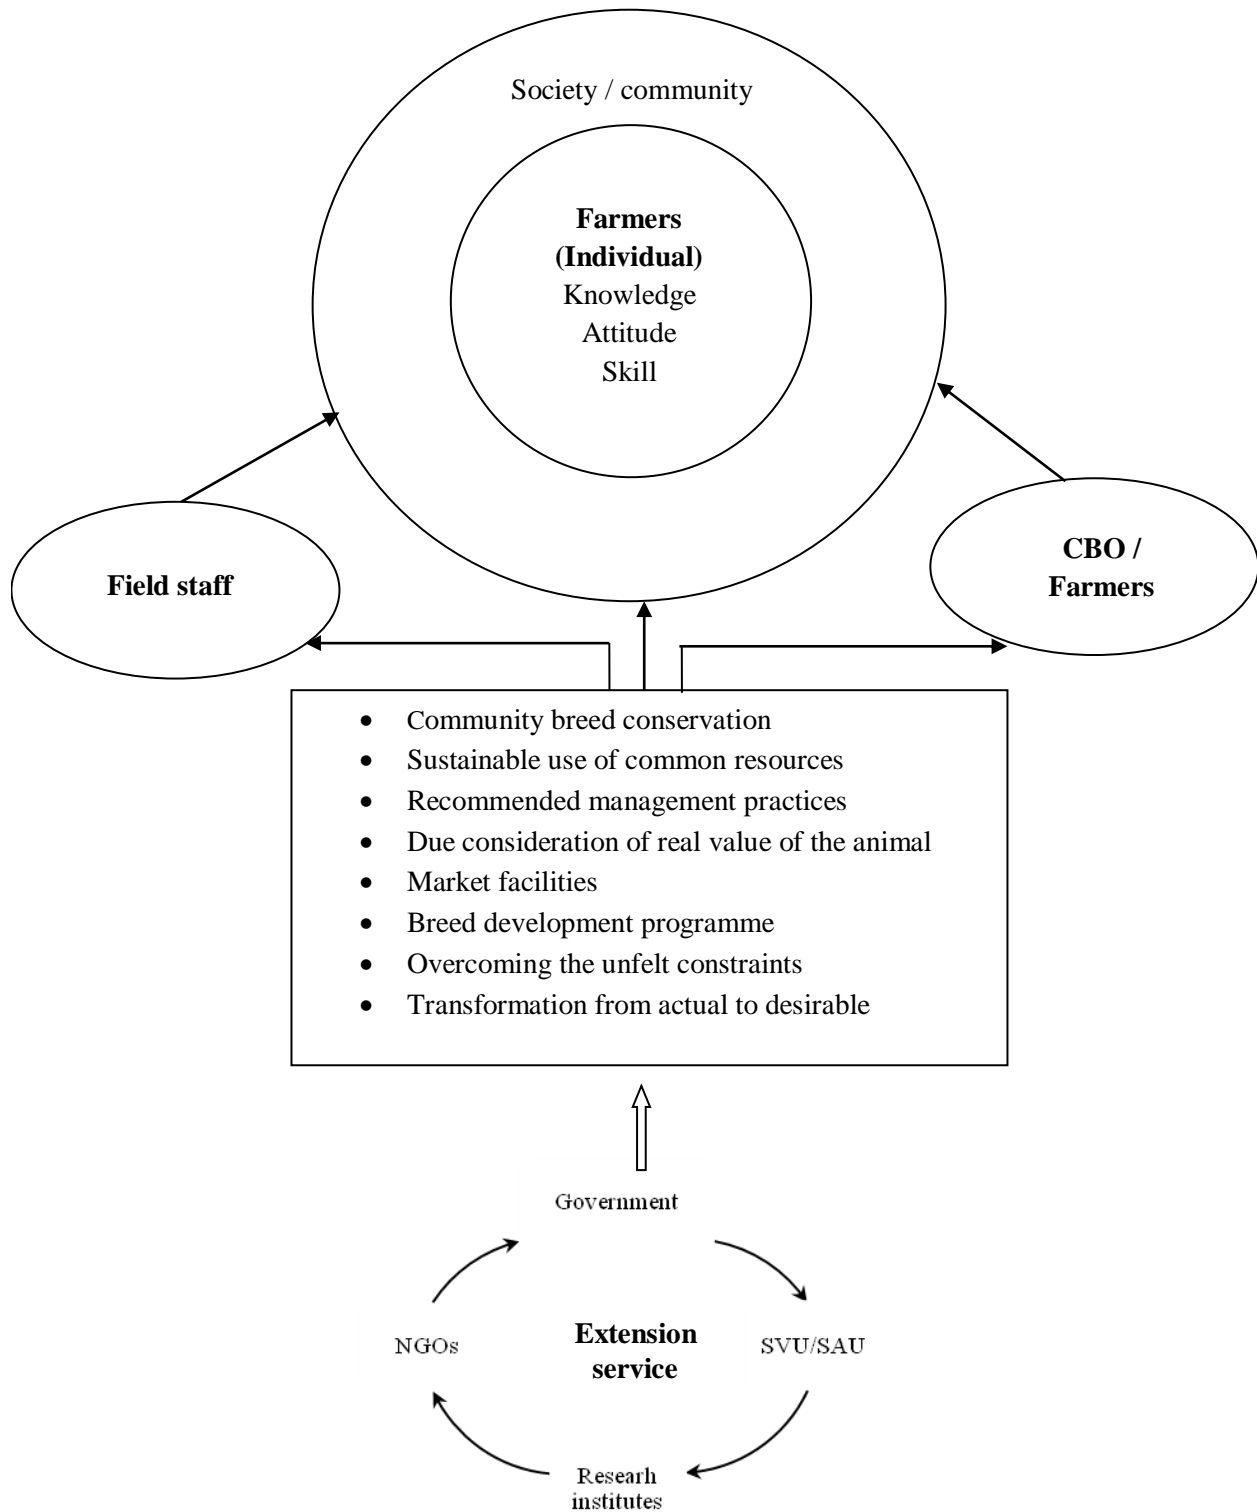 Society / community
Farmers
(Individual)
Knowledge
Attitude
Skill
Field staff
CBO /
Farmers
• Community breed conservation
• Sustainable use of common resources
• Recommended management practices
• Due consideration of real value of the animal
• Market facilities
• Breed development programme
• Overcoming the unfelt constraints
• Transformation from actual to desirable
Government
NGOs
Extension
service
SVU/SAU
Researh
institutes